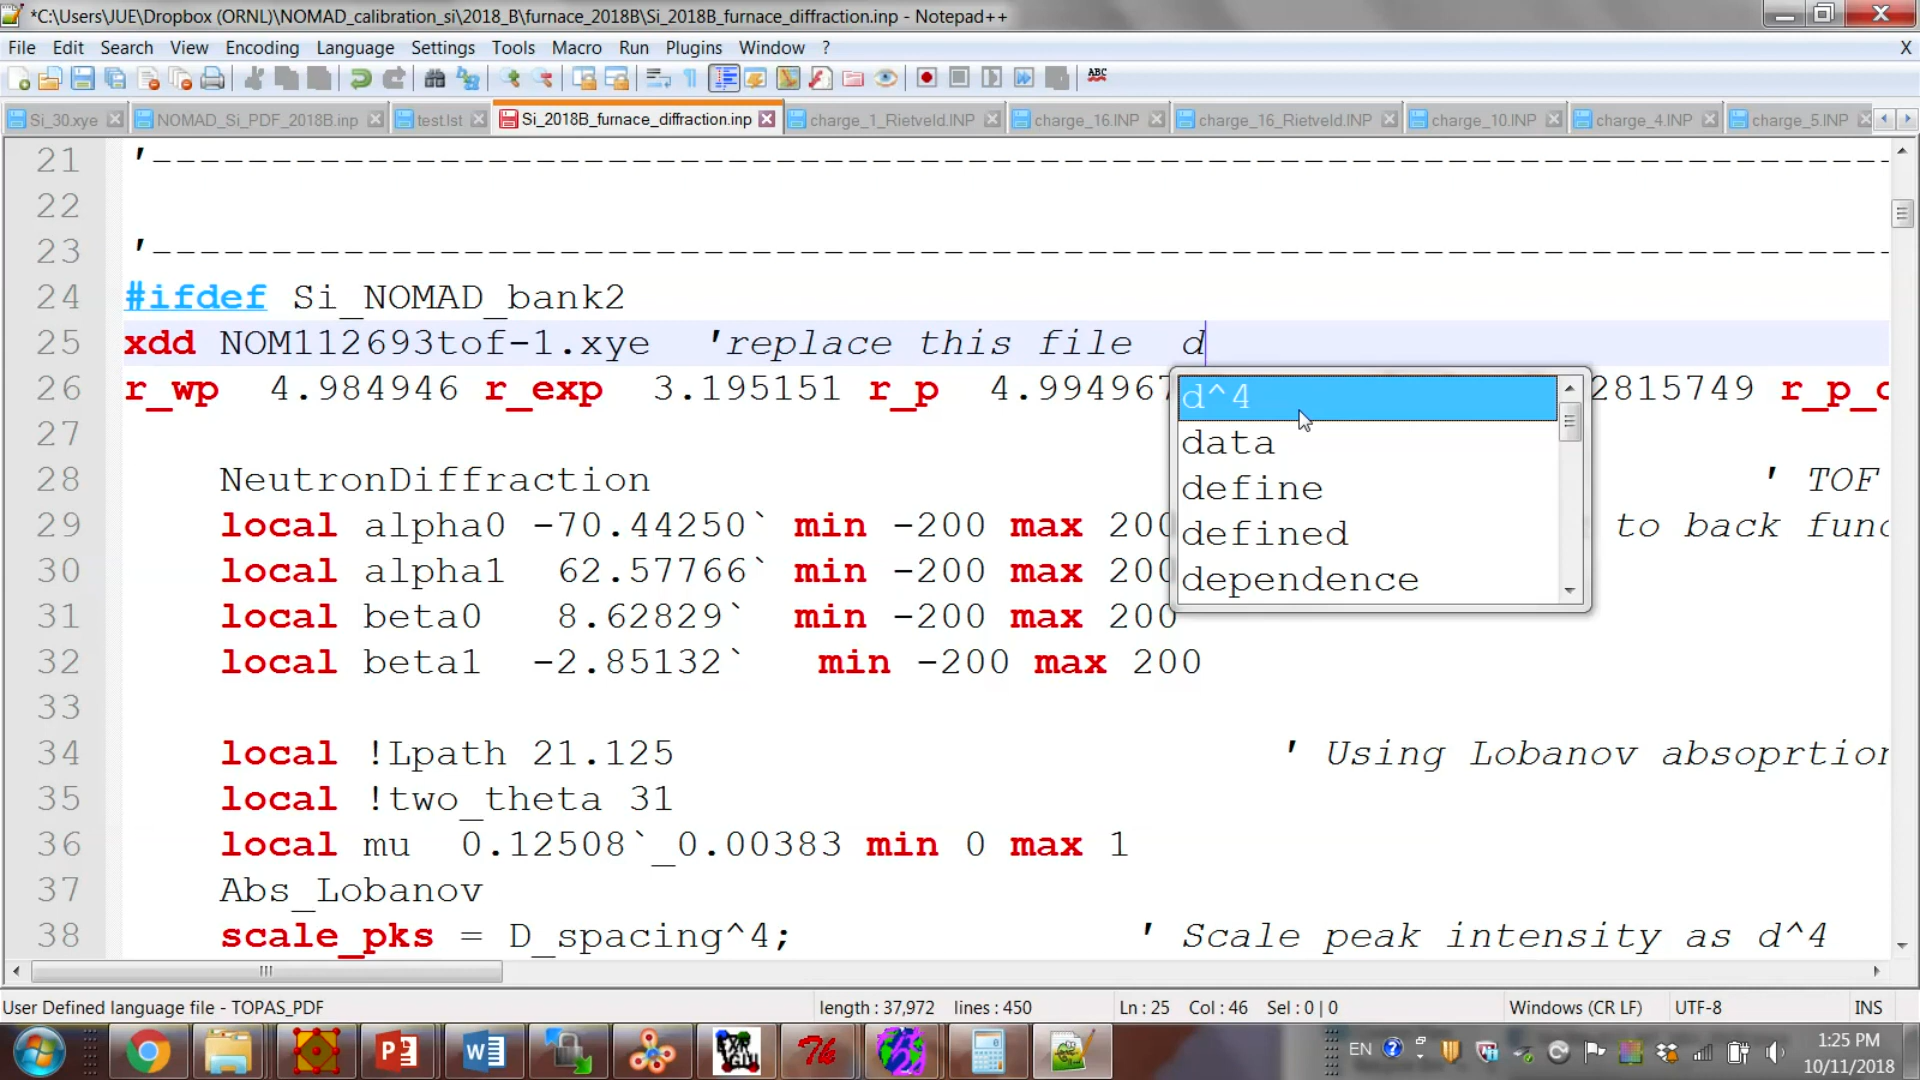 *C:\Users\JUE\Dropbox (ORNL)\NOMAD_calibration_si\2018_B\furnace_2018B\Si_2018B_furnace_diffraction.inp - Notepad++
File Edit Search View Encoding Language Settings Tools Macro Run Plugins Window ? X
ABC
Si_30.xye NOMAD_Si_PDF_2018B.inp test.lst Si_2018B_furnace_diffraction.inp charge_1_Rietveld.INP charge_16.INP charge_16_Rietveld.INP charge_10.INP charge_4.INP charge_5.INP
21 '--------------------------------------------------------------------------
22
23 '--------------------------------------------------------------------------
24 #ifdef Si_NOMAD_bank2
25 xdd NOM112693tof-1.xye 'replace this file d
26 r_wp 4.984946 r_exp 3.195151 r_p 4.994967 2815749 r_p_c
d^4
data
define
defined
dependence
27
28 NeutronDiffraction ' TOF
29 local alpha0 -70.44250` min -200 max 200 to back func
30 local alpha1 62.57766` min -200 max 200
31 local beta0 8.62829` min -200 max 200
32 local beta1 -2.85132` min -200 max 200
33
34 local !Lpath 21.125 ' Using Lobanov absoprtion
35 local !two_theta 31
36 local mu 0.12508`_0.00383 min 0 max 1
37 Abs_Lobanov
38 scale_pks = D_spacing^4; ' Scale peak intensity as d^4
User Defined language file - TOPAS_PDF length : 37,972 lines : 450 Ln : 25 Col : 46 Sel : 0 | 0 Windows (CR LF) UTF-8 INS
EN 1:25 PM
10/11/2018